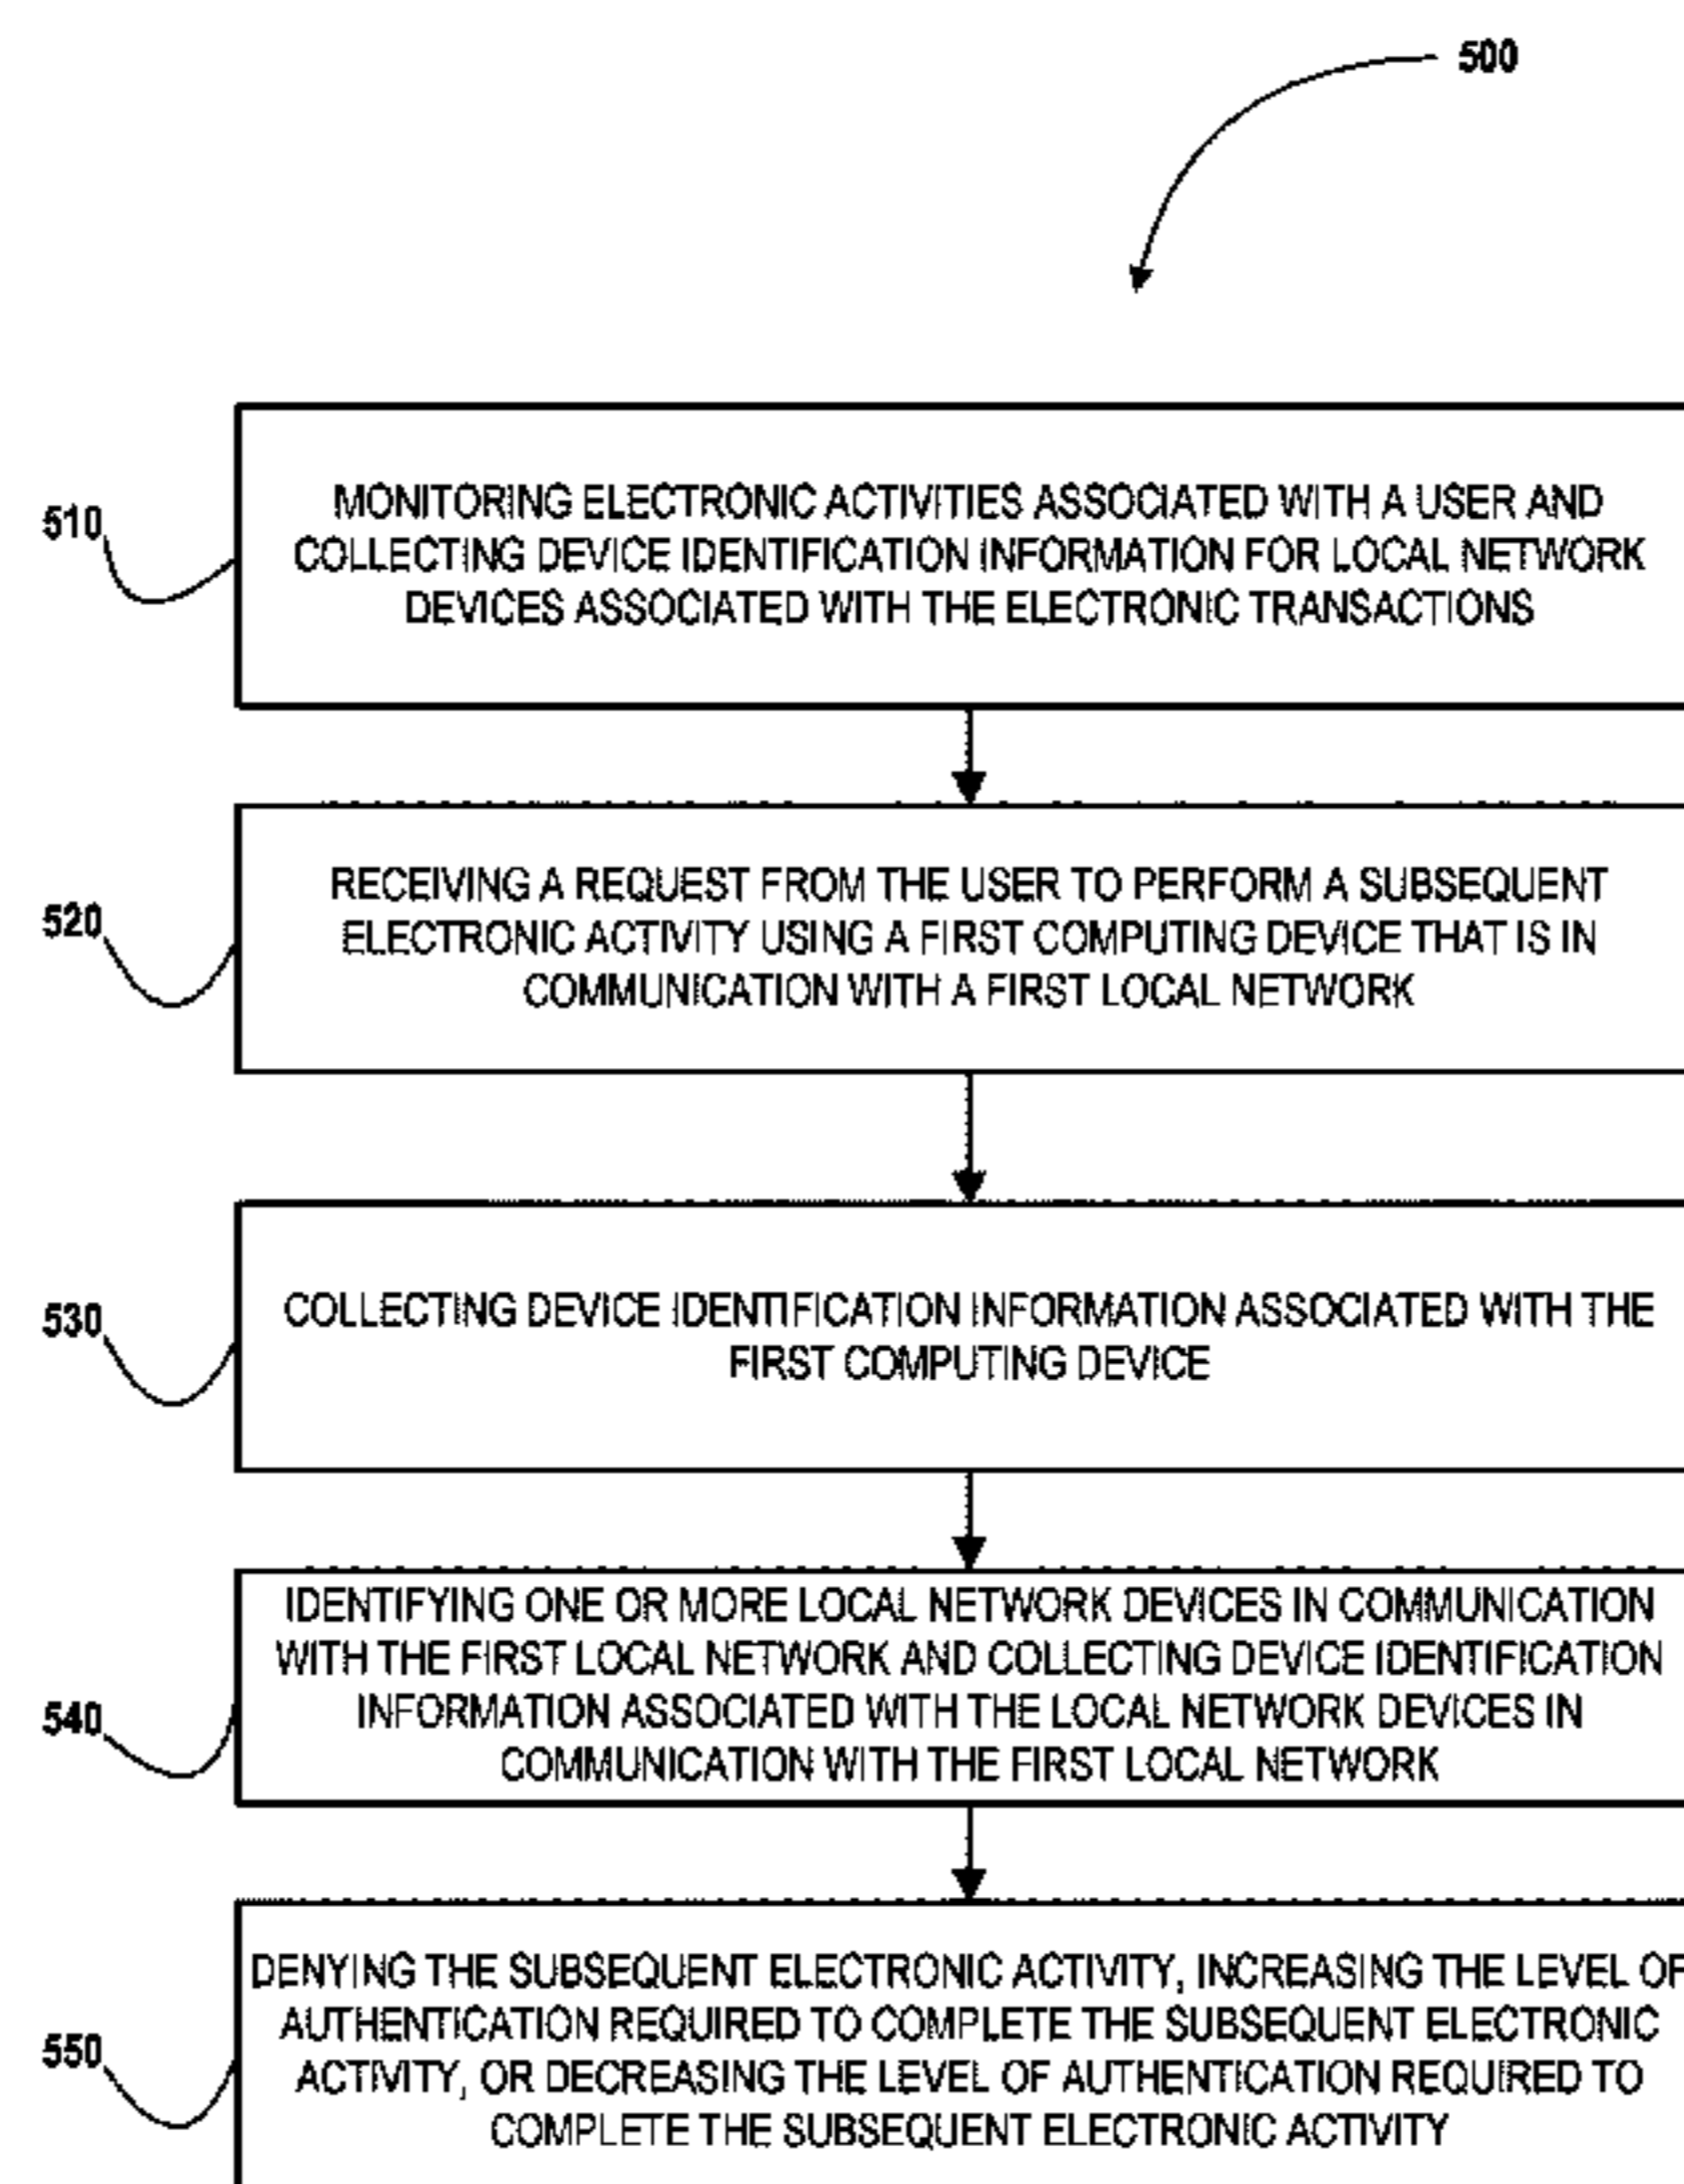 500
510
MONITORING ELECTRONIC ACTIVITIES ASSOCIATED WITH A USER AND
COLLECTING DEVICE IDENTIFICATION INFORMATION FOR LOCAL NETWORK
DEVICES ASSOCIATED WITH THE ELECTRONIC TRANSACTIONS
520
RECEIVING A REQUEST FROM THE USER TO PERFORM A SUBSEQUENT
ELECTRONIC ACTIVITY USING A FIRST COMPUTING DEVICE THAT IS IN
COMMUNICATION WITH A FIRST LOCAL NETWORK
530
COLLECTING DEVICE IDENTIFICATION INFORMATION ASSOCIATED WITH THE
FIRST COMPUTING DEVICE
540
IDENTIFYING ONE OR MORE LOCAL NETWORK DEVICES IN COMMUNICATION
WITH THE FIRST LOCAL NETWORK AND COLLECTING DEVICE IDENTIFICATION
INFORMATION ASSOCIATED WITH THE LOCAL NETWORK DEVICES IN
COMMUNICATION WITH THE FIRST LOCAL NETWORK
550
DENYING THE SUBSEQUENT ELECTRONIC ACTIVITY, INCREASING THE LEVEL OF
AUTHENTICATION REQUIRED TO COMPLETE THE SUBSEQUENT ELECTRONIC
ACTIVITY, OR DECREASING THE LEVEL OF AUTHENTICATION REQUIRED TO
COMPLETE THE SUBSEQUENT ELECTRONIC ACTIVITY